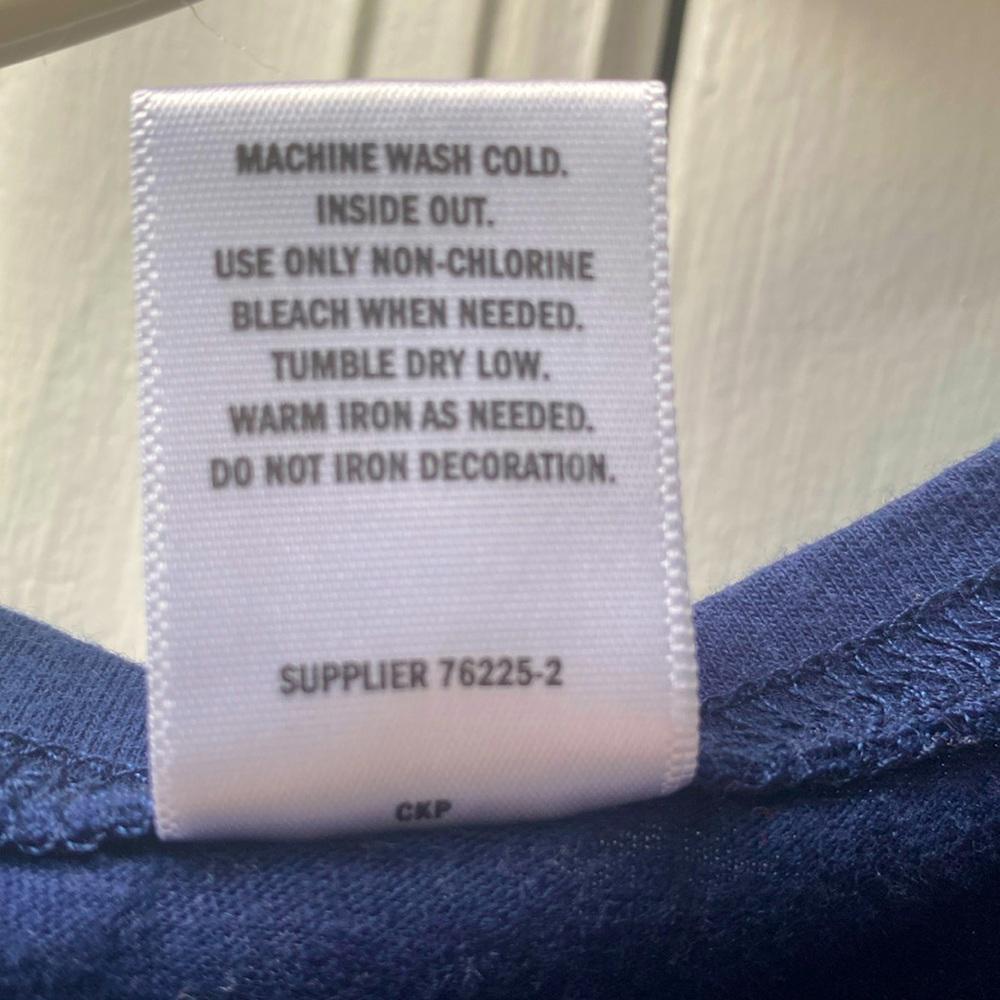 MACHINE WASH COLD.
INSIDE OUT.
USE ONLY NON-CHLORINE
BLEACH WHEN NEEDED.
TUMBLE DRY LOW.
WARM IRON AS NEEDED.
DO NOT IRON DECORATION.
SUPPLIER 76225-2
CKP